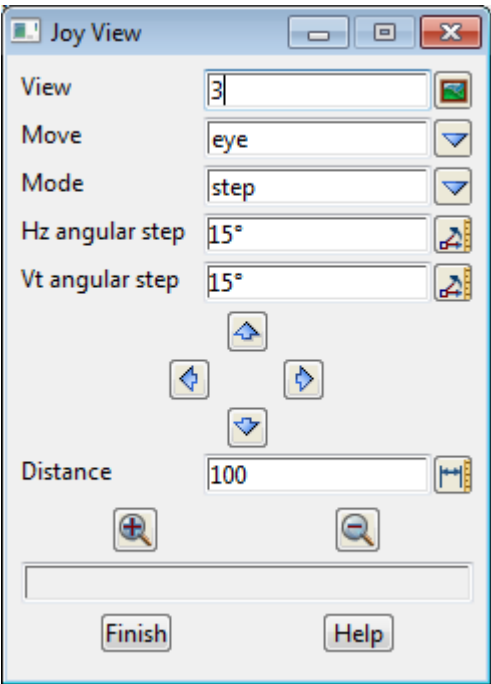 Joy View
View 3
Move eye
Mode step
Hz angular step 15°
Vt angular step 15°
Distance 100
Finish Help